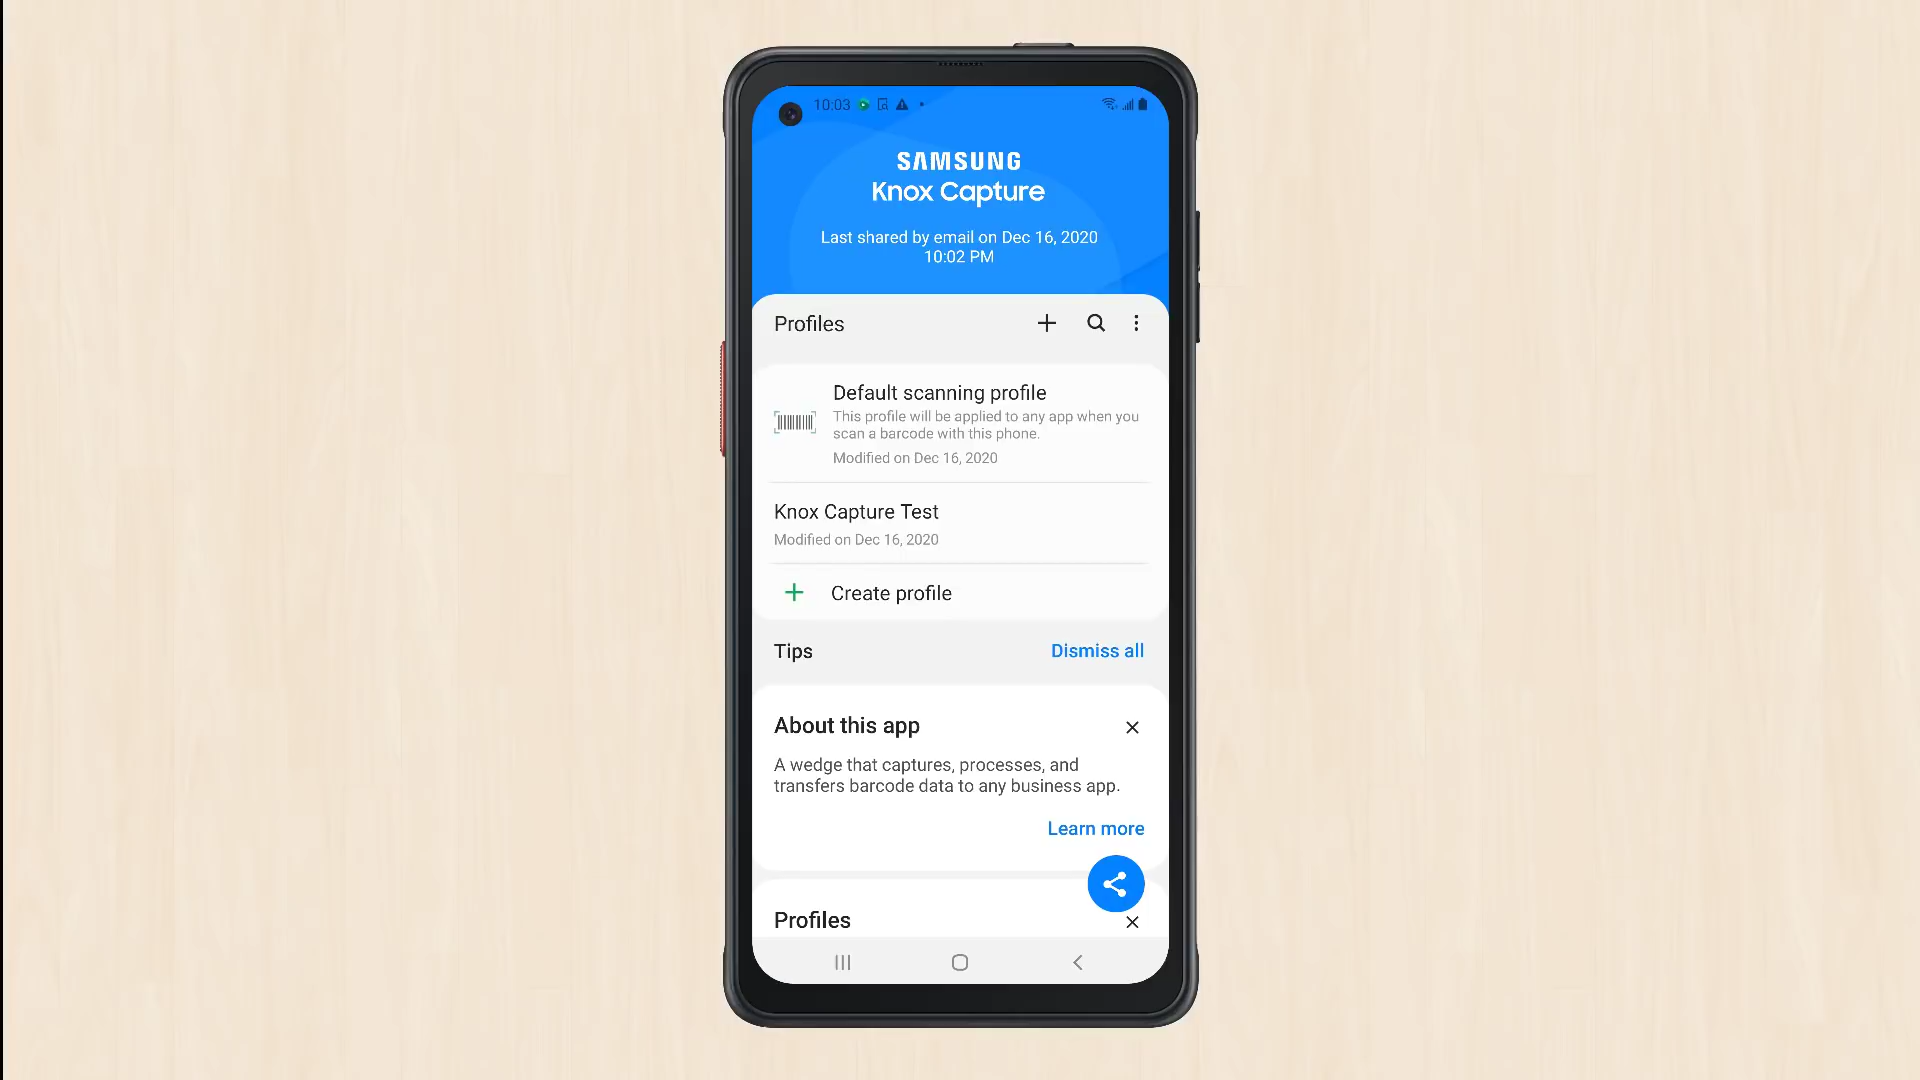 10:03
SAMSUNG
Knox Capture
Last shared by email on Dec 16, 2020
10:02 PM
Profiles
Default scanning profile
This profile will be applied to any app when you
scan a barcode with this phone.
Modified on Dec 16, 2020
Knox Capture Test
Modified on Dec 16, 2020
Create profile
Tips
Dismiss all
About this app
A wedge that captures, processes, and
transfers barcode data to any business app.
Learn more
Profiles